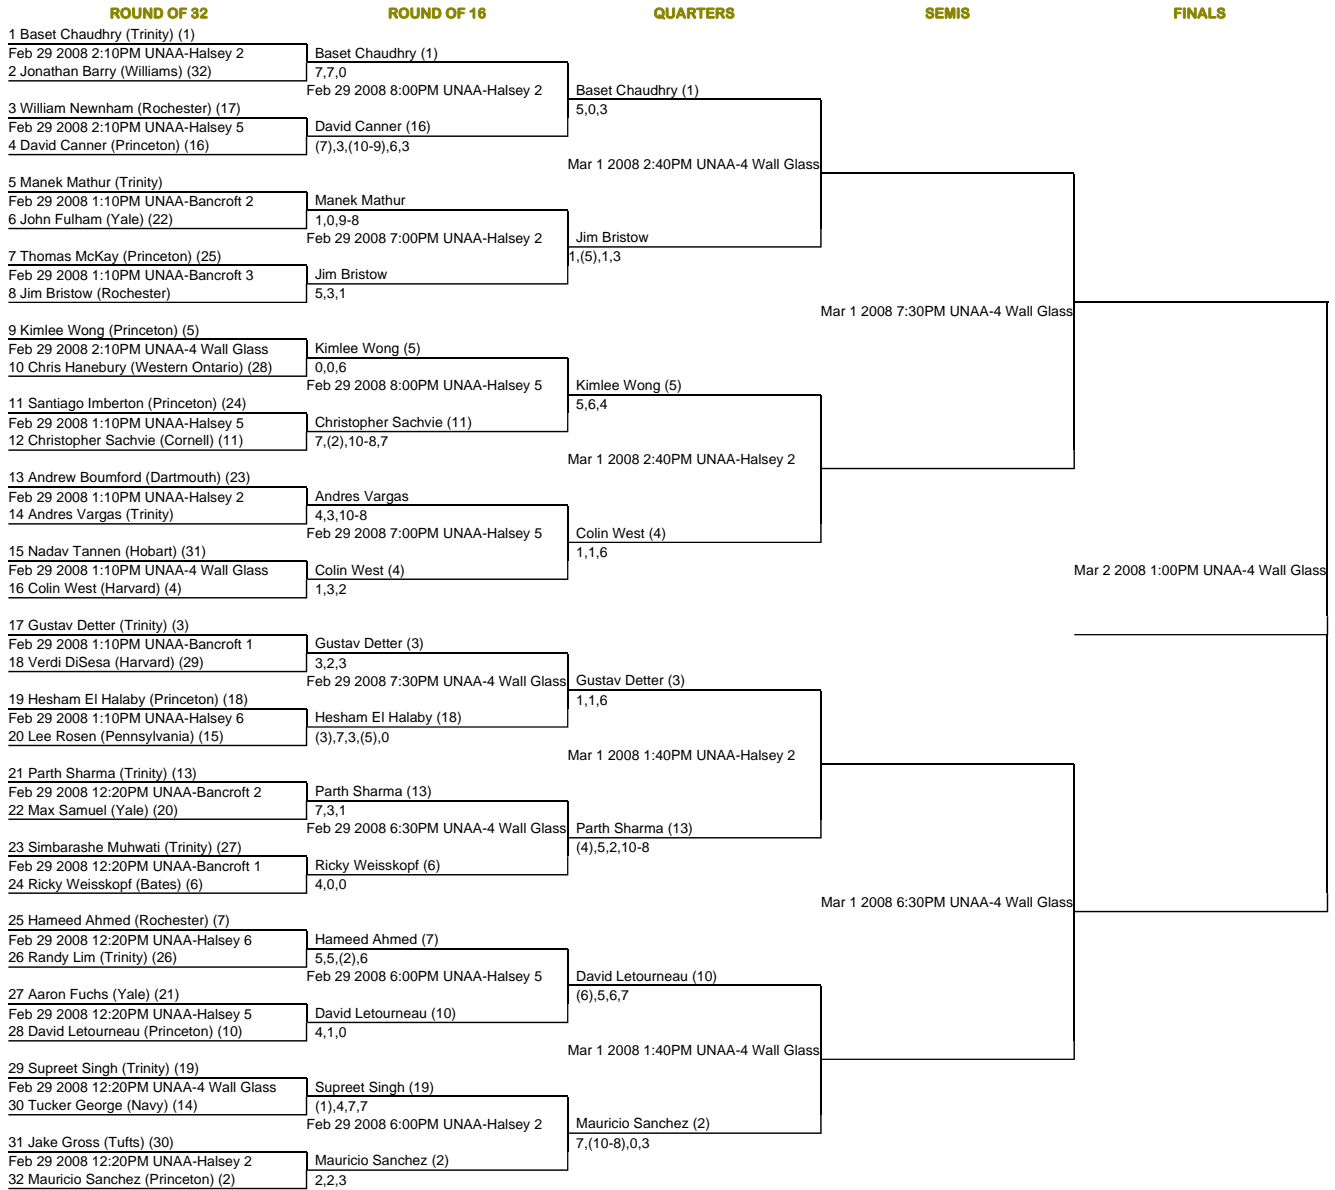 ROUND OF 32
1 Baset Chaudhry (Trinity) (1)
Feb 29 2008 2:10PM UNAA-Halsey 2
2 Jonathan Barry (Williams) (32)
3 William Newnham (Rochester) (17)
Feb 29 2008 2:10PM UNAA-Halsey 5
4 David Canner (Princeton) (16)
5 Manek Mathur (Trinity)
Feb 29 2008 1:10PM UNAA-Bancroft 2
6 John Fulham (Yale) (22)
7 Thomas McKay (Princeton) (25)
Feb 29 2008 1:10PM UNAA-Bancroft 3
8 Jim Bristow (Rochester)
9 Kimlee Wong (Princeton) (5)
Feb 29 2008 2:10PM UNAA-4 Wall Glass
10 Chris Hanebury (Western Ontario) (28)
11 Santiago Imberton (Princeton) (24)
Feb 29 2008 1:10PM UNAA-Halsey 5
12 Christopher Sachvie (Cornell) (11)
13 Andrew Boumford (Dartmouth) (23)
Feb 29 2008 1:10PM UNAA-Halsey 2
14 Andres Vargas (Trinity)
15 Nadav Tannen (Hobart) (31)
Feb 29 2008 1:10PM UNAA-4 Wall Glass
16 Colin West (Harvard) (4)
17 Gustav Detter (Trinity) (3)
Feb 29 2008 1:10PM UNAA-Bancroft 1
18 Verdi DiSesa (Harvard) (29)
19 Hesham El Halaby (Princeton) (18)
Feb 29 2008 1:10PM UNAA-Halsey 6
20 Lee Rosen (Pennsylvania) (15)
21 Parth Sharma (Trinity) (13)
Feb 29 2008 12:20PM UNAA-Bancroft 2
22 Max Samuel (Yale) (20)
23 Simbarashe Muhwati (Trinity) (27)
Feb 29 2008 12:20PM UNAA-Bancroft 1
24 Ricky Weisskopf (Bates) (6)
25 Hameed Ahmed (Rochester) (7)
Feb 29 2008 12:20PM UNAA-Halsey 6
26 Randy Lim (Trinity) (26)
27 Aaron Fuchs (Yale) (21)
Feb 29 2008 12:20PM UNAA-Halsey 5
28 David Letourneau (Princeton) (10)
29 Supreet Singh (Trinity) (19)
Feb 29 2008 12:20PM UNAA-4 Wall Glass
30 Tucker George (Navy) (14)
31 Jake Gross (Tufts) (30)
Feb 29 2008 12:20PM UNAA-Halsey 2
32 Mauricio Sanchez (Princeton) (2)
ROUND OF 16
Baset Chaudhry (1)
7,7,0
Feb 29 2008 8:00PM UNAA-Halsey 2
David Canner (16)
(7),3,(10-9),6,3
Manek Mathur
1,0,9-8
Feb 29 2008 7:00PM UNAA-Halsey 2
Jim Bristow
5,3,1
Kimlee Wong (5)
0,0,6
Feb 29 2008 8:00PM UNAA-Halsey 5
Christopher Sachvie (11)
7,(2),10-8,7
Andres Vargas
4,3,10-8
Feb 29 2008 7:00PM UNAA-Halsey 5
Colin West (4)
1,3,2
Gustav Detter (3)
3,2,3
Feb 29 2008 7:30PM UNAA-4 Wall Glass
Hesham El Halaby (18)
(3),7,3,(5),0
Parth Sharma (13)
7,3,1
Feb 29 2008 6:30PM UNAA-4 Wall Glass
Ricky Weisskopf (6)
4,0,0
Hameed Ahmed (7)
5,5,(2),6
Feb 29 2008 6:00PM UNAA-Halsey 5
David Letourneau (10)
4,1,0
Supreet Singh (19)
(1),4,7,7
Feb 29 2008 6:00PM UNAA-Halsey 2
Mauricio Sanchez (2)
2,2,3
QUARTERS
Baset Chaudhry (1)
5,0,3
Mar 1 2008 2:40PM UNAA-4 Wall Glass
Jim Bristow
1,(5),1,3
Kimlee Wong (5)
5,6,4
Mar 1 2008 2:40PM UNAA-Halsey 2
Colin West (4)
1,1,6
Gustav Detter (3)
1,1,6
Mar 1 2008 1:40PM UNAA-Halsey 2
Parth Sharma (13)
(4),5,2,10-8
David Letourneau (10)
(6),5,6,7
Mar 1 2008 1:40PM UNAA-4 Wall Glass
Mauricio Sanchez (2)
7,(10-8),0,3
SEMIS
Mar 1 2008 7:30PM UNAA-4 Wall Glass
Mar 1 2008 6:30PM UNAA-4 Wall Glass
FINALS
Mar 2 2008 1:00PM UNAA-4 Wall Glass